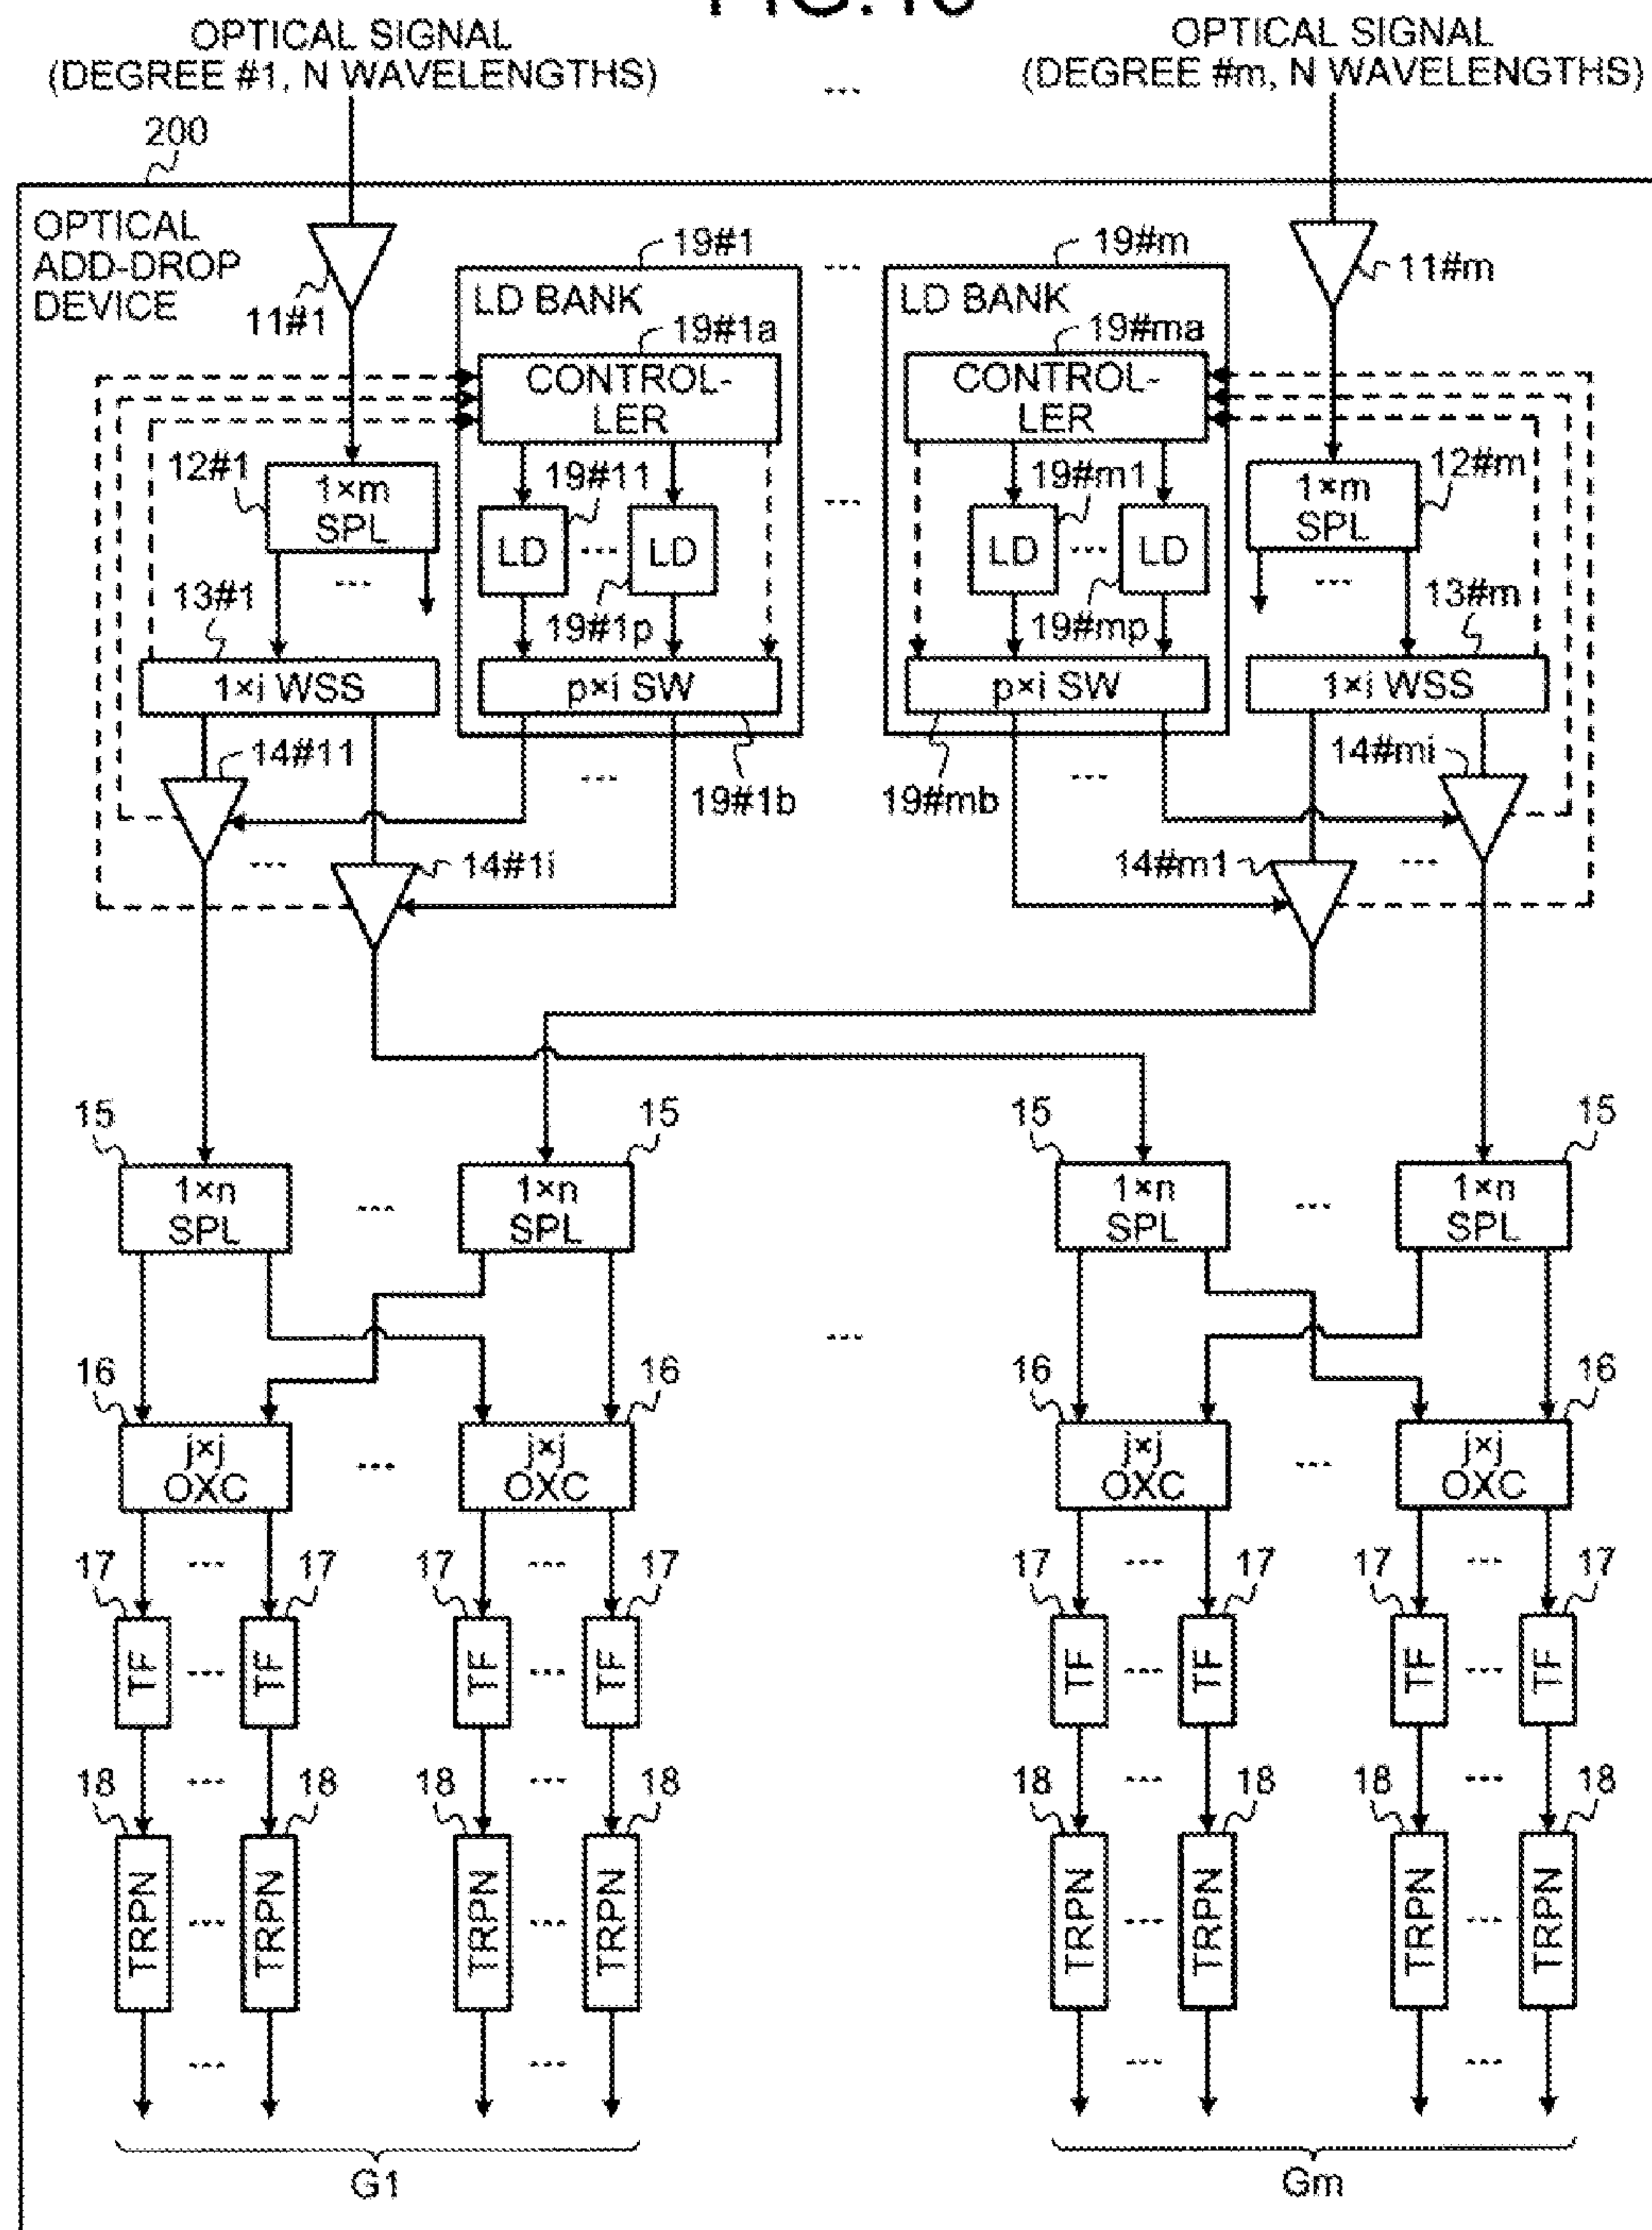 OPTICAL SIGNAL
(DEGREE #1, N WAVELENGTHS)
...
OPTICAL SIGNAL
(DEGREE #m, N WAVELENGTHS)
200
OPTICAL
ADD-DROP
DEVICE
11#1
19#1
...
19#m
11#m
LD BANK
LD BANK
19#1a
19#ma
CONTROL-
LER
CONTROL-
LER
12#1
1×m
SPL
19#11
...
19#m1
1×m
SPL
12#m
LD
...
LD
LD
...
LD
...
...
13#1
19#1p
19#mp
13#m
1×i WSS
p×i SW
p×i SW
1×i WSS
14#11
...
19#1b
19#mb
...
14#mi
...
14#1i
14#m1
...
15
15
15
15
1×n
SPL
...
1×n
SPL
1×n
SPL
...
1×n
SPL
...
16
16
16
16
j×j
OXC
...
j×j
OXC
j×j
OXC
...
j×j
OXC
17
...
17
17
...
17
17
...
17
17
...
17
TF
...
TF
TF
...
TF
TF
...
TF
TF
...
TF
18
...
18
18
...
18
18
...
18
18
...
18
TRPN
...
TRPN
TRPN
...
TRPN
TRPN
...
TRPN
TRPN
...
TRPN
...
...
...
...
G1
Gm